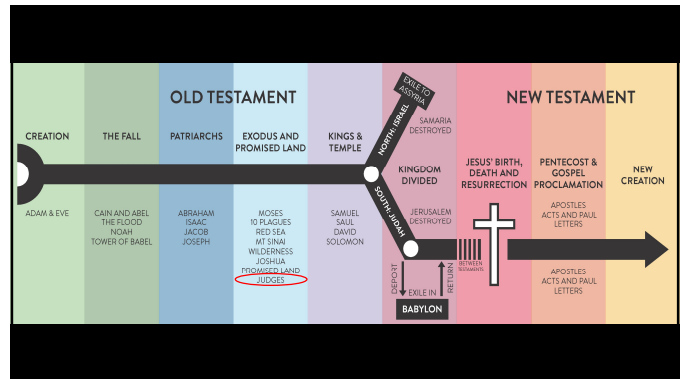 OLD TESTAMENT
NEW TESTAMENT
CREATION
ADAM & EVE
THE FALL
CAIN AND ABEL
THE FLOOD
NOAH
TOWER OF BABEL
PATRIARCHS
ABRAHAM
ISAAC
JACOB
JOSEPH
EXODUS AND
PROMISED LAND
MOSES
10 PLAGUES
RED SEA
MT SINAI
WILDERNESS
JOSHUA
PROMISED LAND
JUDGES
KINGS &
TEMPLE
SAMUEL
SAUL
DAVID
SOLOMON
EXILE TO
ASSYRIA
NORTH: ISRAEL
SAMARIA
DESTROYED
KINGDOM
DIVIDED
SOUTH: JUDAH
JERUSALEM
DESTROYED
DEPORT
EXILE IN
BABYLON
RETURN
BETWEEN
TESTAMENTS
JESUS' BIRTH,
DEATH AND
RESURRECTION
PENTECOST &
GOSPEL
PROCLAMATION
APOSTLES
ACTS AND PAUL
LETTERS
APOSTLES
ACTS AND PAUL
LETTERS
NEW
CREATION